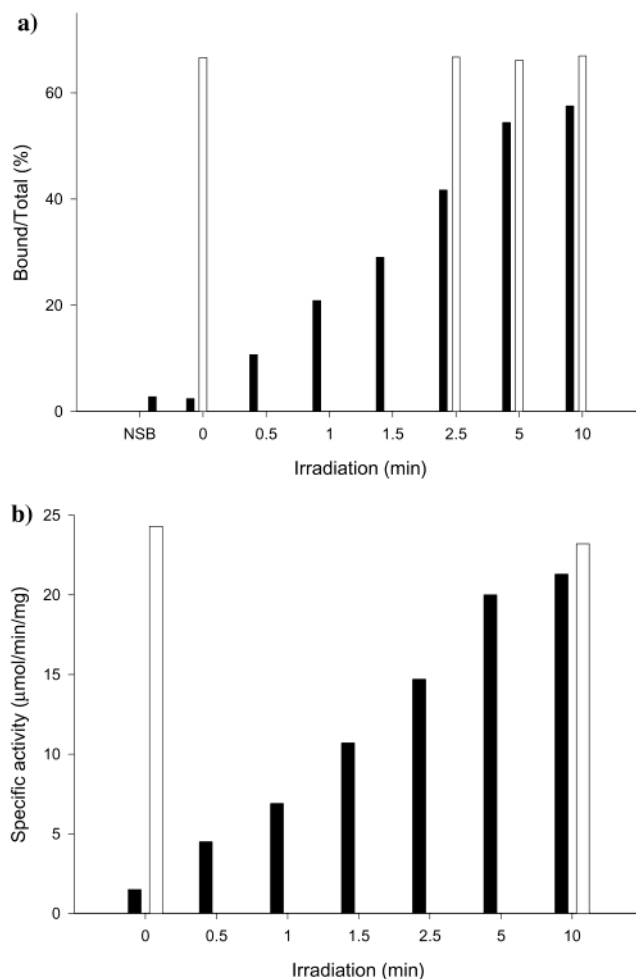 a)
Bound/Total (%)
60
40
20
0
NSB 0 0.5 1 1.5 2.5 5 10
Irradiation (min)
b)
Specific activity (µmol/min/mg)
25
20
15
10
5
0
0 0.5 1 1.5 2.5 5 10
Irradiation (min)